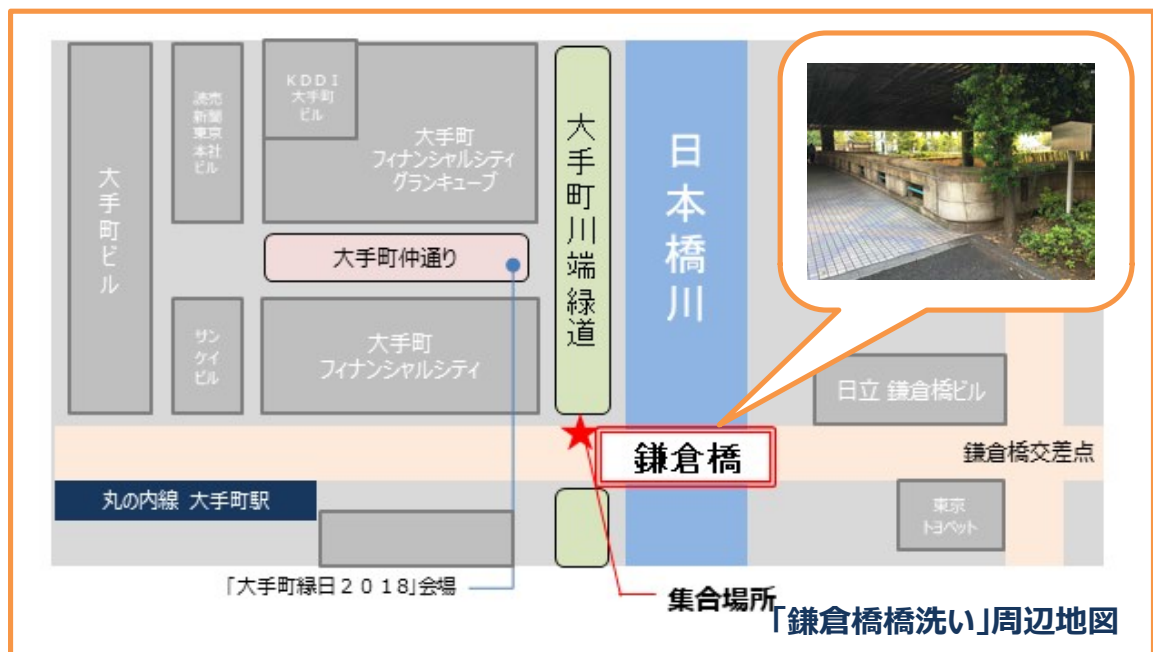 大手町ビル
読売
新聞
東京
本社
ビル
KDDI
大手町
ビル
大手町
フィナンシャルシティ
グランキューブ
大手町川端緑道
日本橋川
大手町仲通り
サン
ケイ
ビル
大手町
フィナンシャルシティ
日立 鎌倉橋ビル
鎌倉橋
鎌倉橋交差点
丸の内線 大手町駅
東京
トヨペット
「大手町縁日2018」会場
集合場所
「鎌倉橋橋洗い」周辺地図